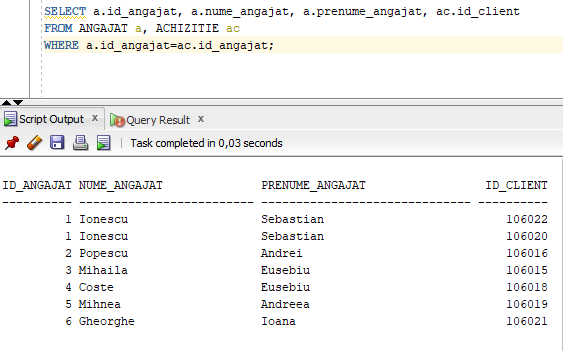 SELECT a.id_angajat, a.nume_angajat, a.prenume_angajat, ac.id_client
FROM ANGAJAT a, ACHIZITIE ac
WHERE a.id_angajat=ac.id_angajat;
Script Output x Query Result x
Task completed in 0,03 seconds
ID_ANGAJAT NUME_ANGAJAT PRENUME_ANGAJAT ID_CLIENT
---------- ------------------------- ------------------------------ ----------
1 Ionescu Sebastian 106022
1 Ionescu Sebastian 106020
2 Popescu Andrei 106016
3 Mihaila Eusebiu 106015
4 Coste Eusebiu 106018
5 Mihnea Andreea 106019
6 Gheorghe Ioana 106021